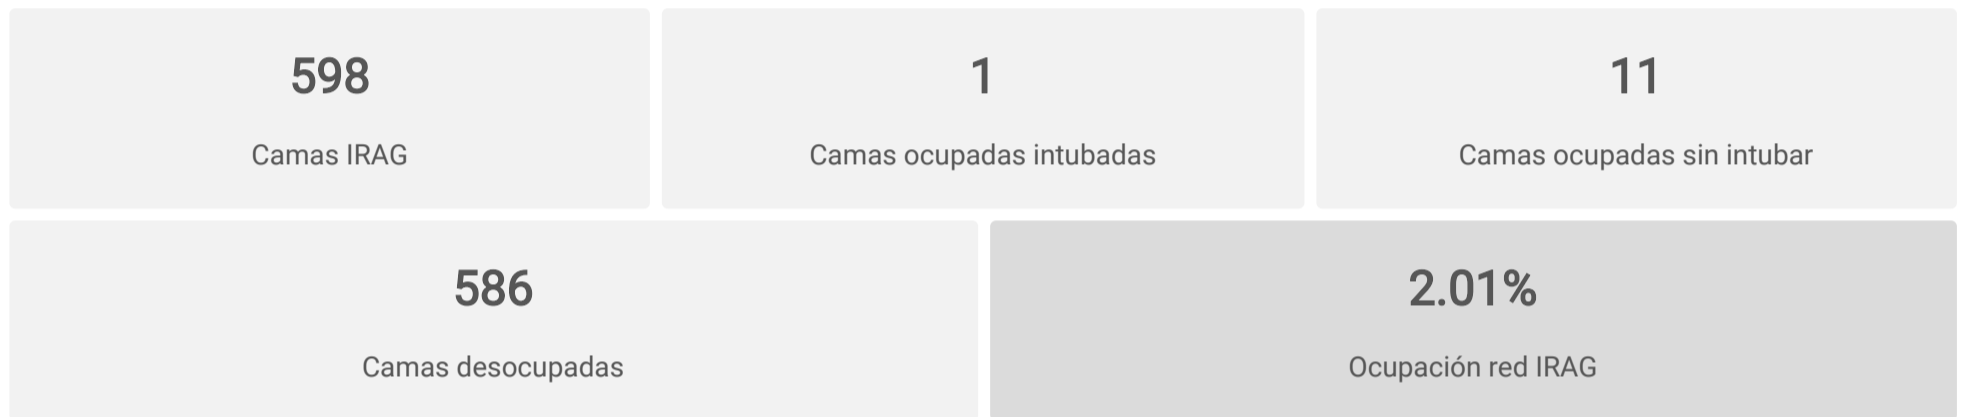 598
Camas IRAG
1
Camas ocupadas intubadas
11
Camas ocupadas sin intubar
586
Camas desocupadas
2.01%
Ocupación red IRAG